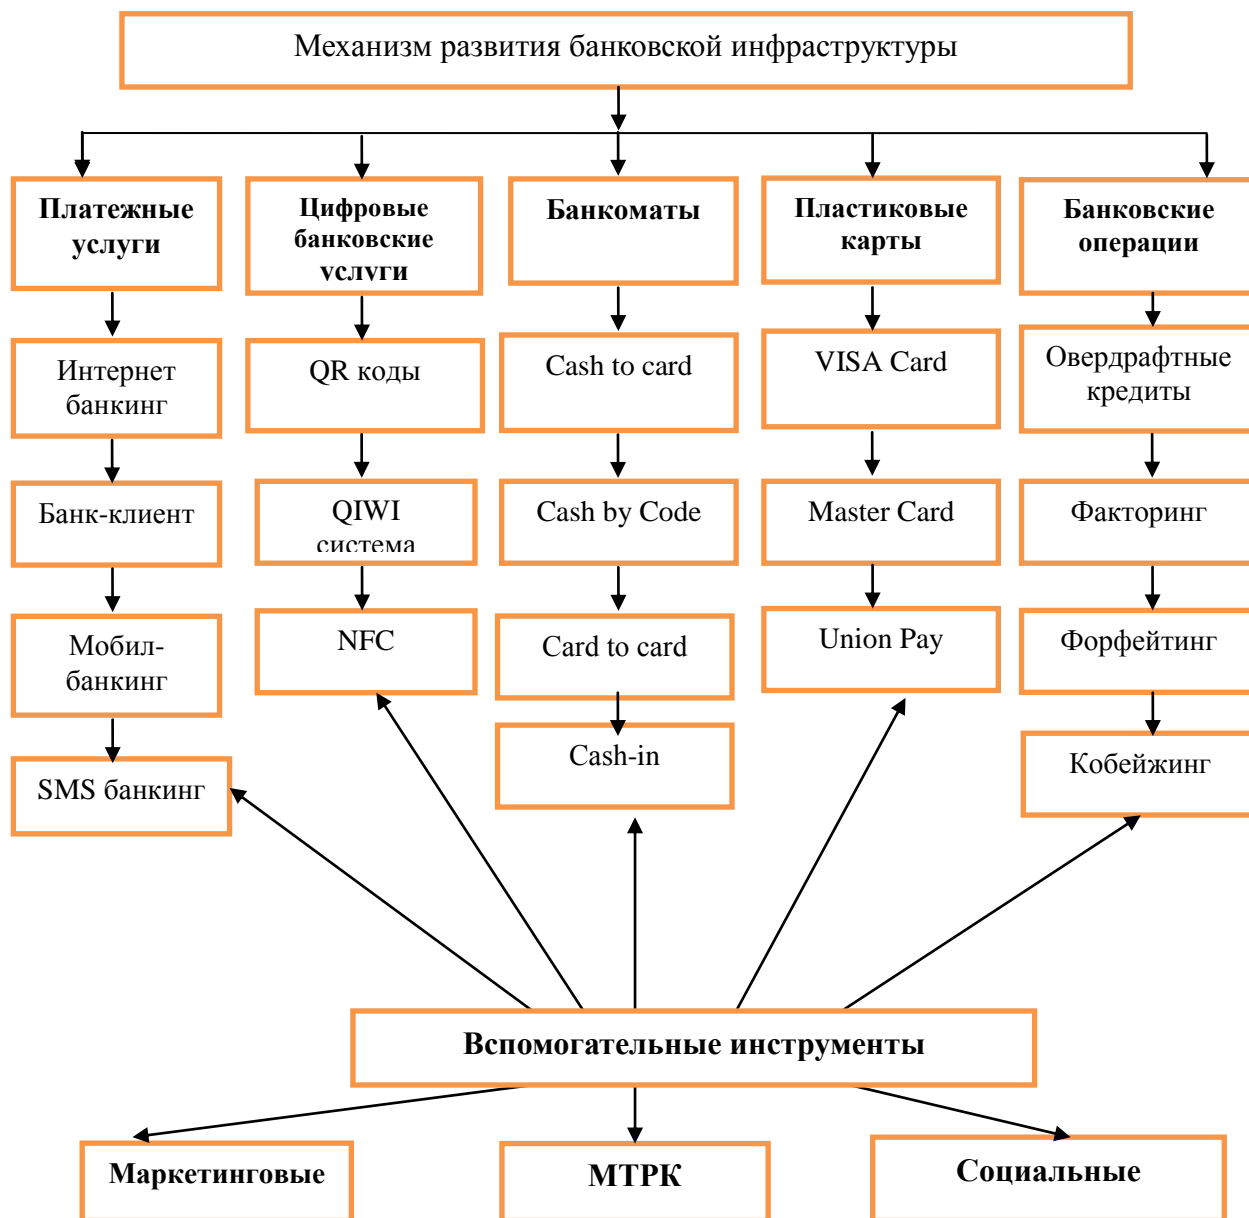 Механизм развития банковской инфраструктуры
Платежные
услуги
Цифровые
банковские
услуги
Банкоматы
Пластиковые
карты
Банковские
операции
Интернет
банкинг
QR коды
Cash to card
VISA Card
Овердрафтные
кредиты
Банк-клиент
QIWI
система
Cash by Code
Master Card
Факторинг
Мобил-
банкинг
NFC
Card to card
Union Pay
Форфейтинг
SMS банкинг
Cash-in
Кобейжинг
Вспомогательные инструменты
Маркетинговые
МТРК
Социальные